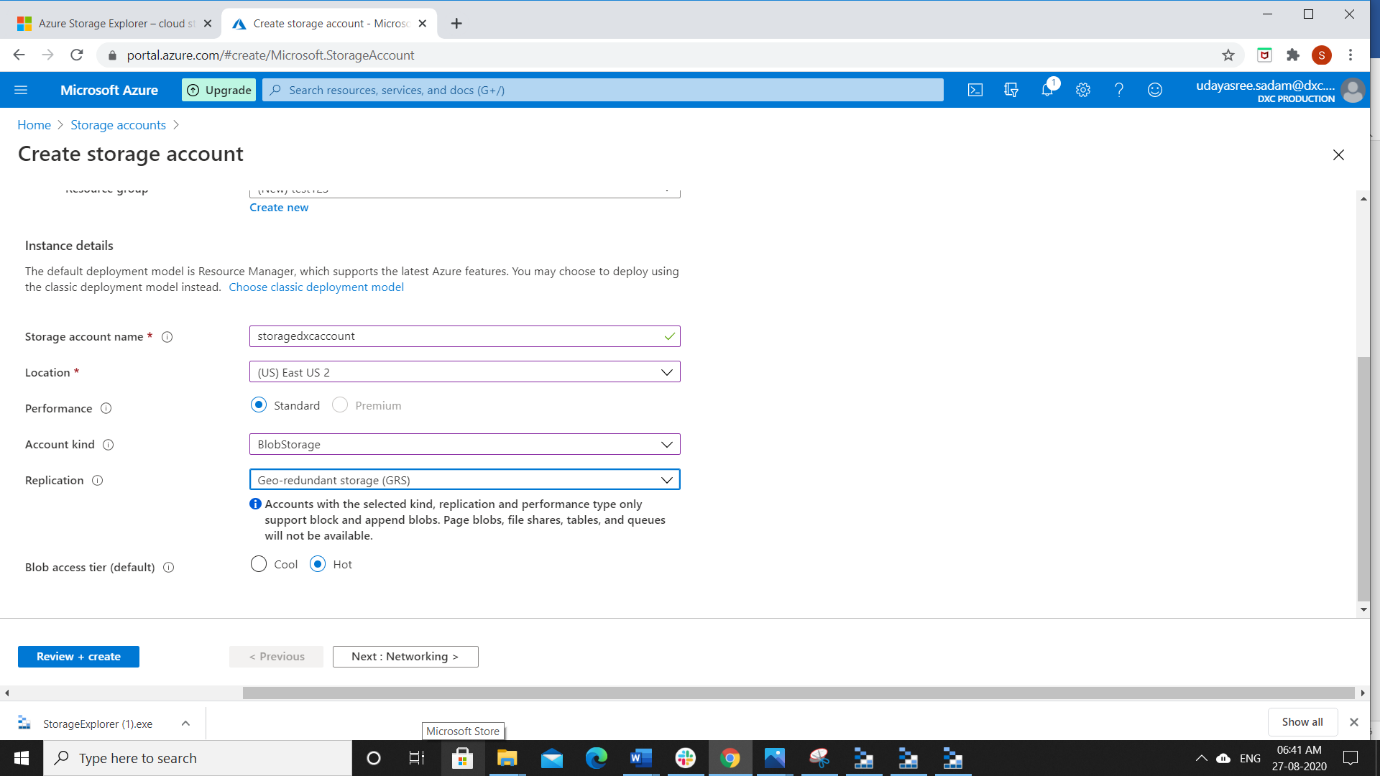 Azure Storage Explorer – cloud st
Create storage account - Microso
portal.azure.com/#create/Microsoft.StorageAccount
S
Microsoft Azure
Upgrade
Search resources, services, and docs (G+/)
1
udayasree.sadam@dxc....
DXC PRODUCTION
Home > Storage accounts >
Create storage account
Resource group
(New) test123
Create new
Instance details
The default deployment model is Resource Manager, which supports the latest Azure features. You may choose to deploy using
the classic deployment model instead. Choose classic deployment model
Storage account name *
storagedxcaccount
Location *
(US) East US 2
Performance
Standard
Premium
Account kind
BlobStorage
Replication
Geo-redundant storage (GRS)
Accounts with the selected kind, replication and performance type only
support block and append blobs. Page blobs, file shares, tables, and queues
will not be available.
Blob access tier (default)
Cool
Hot
Review + create
< Previous
Next : Networking >
StorageExplorer (1).exe
Show all
Microsoft Store
Type here to search
ENG
06:41 AM
27-08-2020